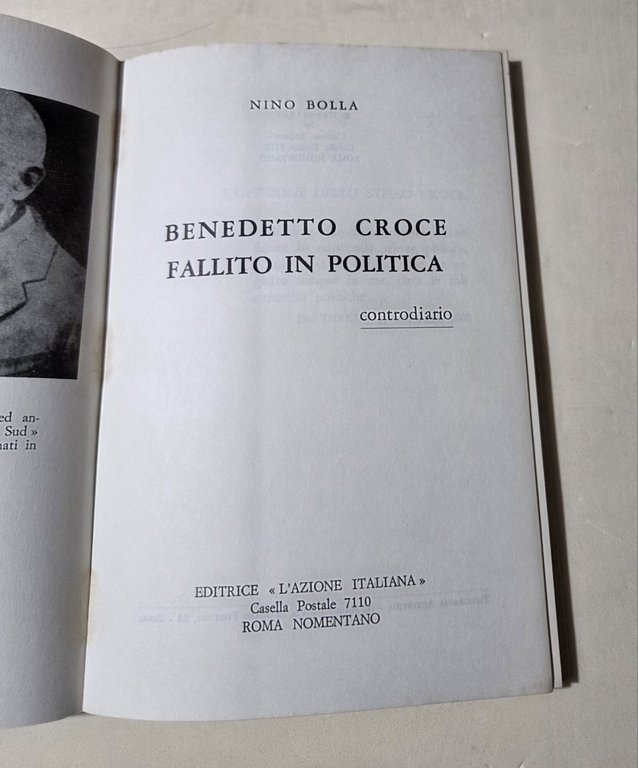 ed an-
Sud »
nati in
NINO BOLLA
BENEDETTO CROCE
FALLITO IN POLITICA
controdiario
EDITRICE « L'AZIONE ITALIANA »
Casella Postale 7110
ROMA NOMENTANO